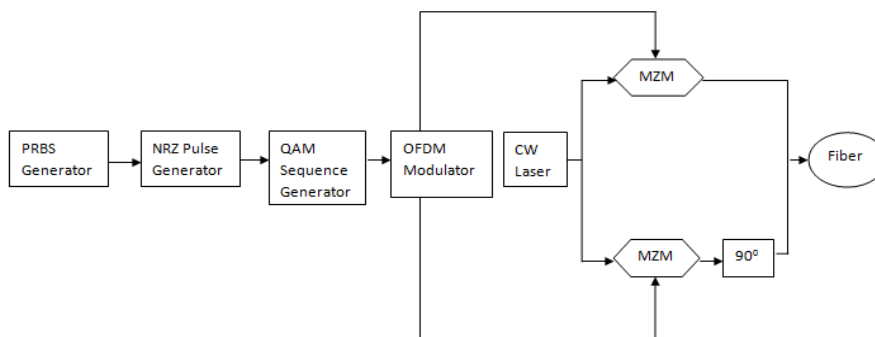 PRBS
Generator
NRZ Pulse
Generator
QAM
Sequence
Generator
OFDM
Modulator
CW
Laser
MZM
MZM
90⁰
Fiber